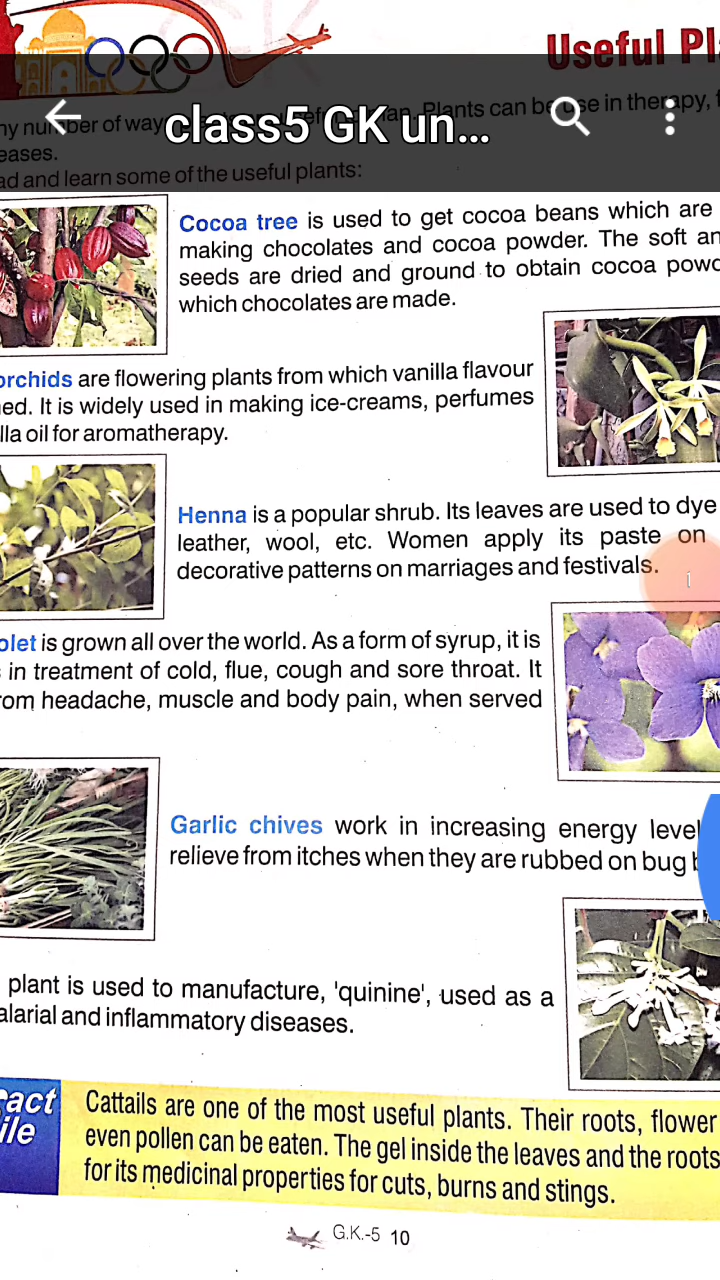 Useful Pl
class5 GK un...
ny number of way
man. Plants can be use in therapy,
eases.
ad and learn some of the useful plants:
Cocoa tree is used to get cocoa beans which are
making chocolates and cocoa powder. The soft an
seeds are dried and ground to obtain cocoa powd
which chocolates are made.
orchids are flowering plants from which vanilla flavour
ned. It is widely used in making ice-creams, perfumes
lla oil for aromatherapy.
Henna is a popular shrub. Its leaves are used to dye
leather, wool, etc. Women apply its paste on
decorative patterns on marriages and festivals.
olet is grown all over the world. As a form of syrup, it is
in treatment of cold, flue, cough and sore throat. It
rom headache, muscle and body pain, when served
Garlic chives work in increasing energy level
relieve from itches when they are rubbed on bug b
plant is used to manufacture, 'quinine', used as a
alarial and inflammatory diseases.
Fact
ile
Cattails are one of the most useful plants. Their roots, flower
even pollen can be eaten. The gel inside the leaves and the roots
for its medicinal properties for cuts, burns and stings.
G.K.-5 10